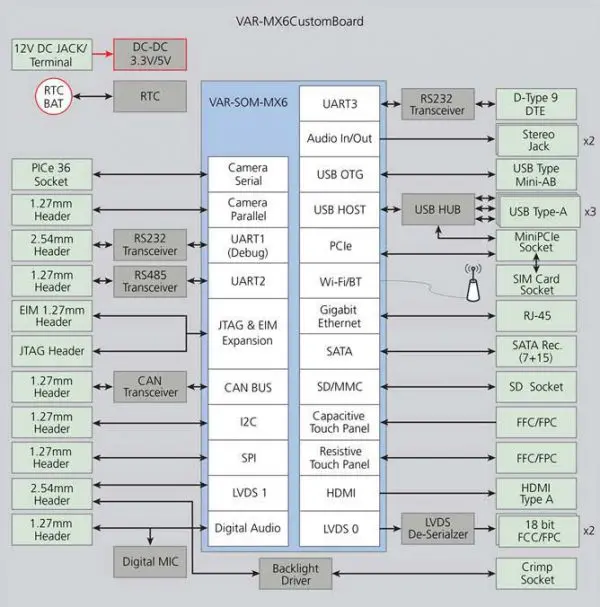 VAR-MX6CustomBoard
12V DC JACK/
Terminal
DC-DC
3.3V/5V
RTC
BAT
RTC
VAR-SOM-MX6
UART3
RS232
Transceiver
D-Type 9
DTE
Audio In/Out
Stereo
Jack
x2
PICe 36
Socket
Camera
Serial
USB OTG
USB Type
Mini-AB
1.27mm
Header
Camera
Parallel
USB HOST
USB HUB
USB Type-A
x3
2.54mm
Header
RS232
Transceiver
UART1
(Debug)
PCIe
MiniPCIe
Socket
1.27mm
Header
RS485
Transceiver
UART2
Wi-Fi/BT
SIM Card
Socket
EIM 1.27mm
Header
JTAG & EIM
Expansion
Gigabit
Ethernet
RJ-45
JTAG Header
SATA
SATA Rec.
(7+15)
1.27mm
Header
CAN
Transceiver
CAN BUS
SD/MMC
SD Socket
1.27mm
Header
I2C
Capacitive
Touch Panel
FFC/FPC
1.27mm
Header
SPI
Resistive
Touch Panel
FFC/FPC
2.54mm
Header
LVDS 1
HDMI
HDMI
Type A
1.27mm
Header
Digital Audio
LVDS 0
LVDS
De-Serialzer
18 bit
FCC/FPC
x2
Digital MIC
Backlight
Driver
Crimp
Socket